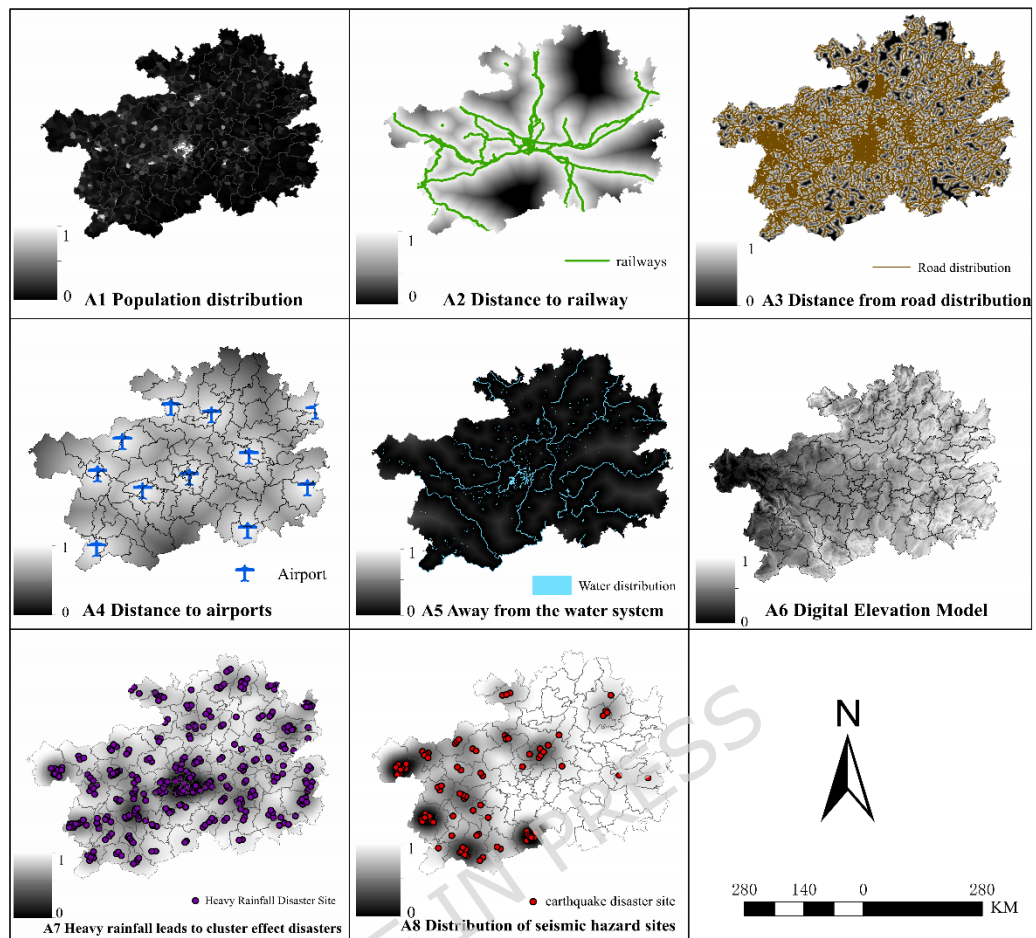 1
0
A1 Population distribution
1
0
railways
A2 Distance to railway
1
0
Road distribution
A3 Distance from road distribution
1
0
Airport
A4 Distance to airports
1
0
Water distribution
A5 Away from the water system
1
0
A6 Digital Elevation Model
1
0
Heavy Rainfall Disaster Site
A7 Heavy rainfall leads to cluster effect disasters
1
0
earthquake disaster site
A8 Distribution of seismic hazard sites
N
280 140 0 280
KM
IN PRESS